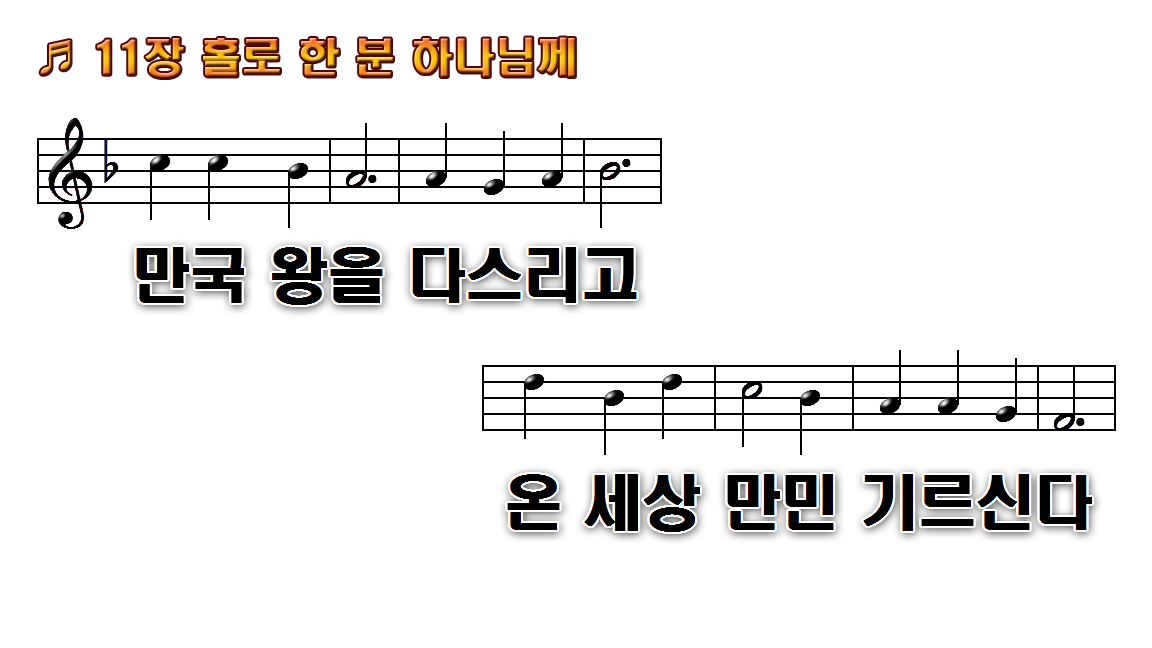 ♬ 11장 홀로 한 분 하나님께
만국 왕을 다스리고
온 세상 만민 기르신다